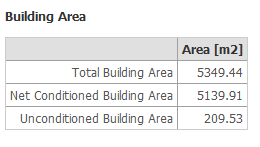 Building Area
Area [m2]
Total Building Area 5349.44
Net Conditioned Building Area 5139.91
Unconditioned Building Area 209.53